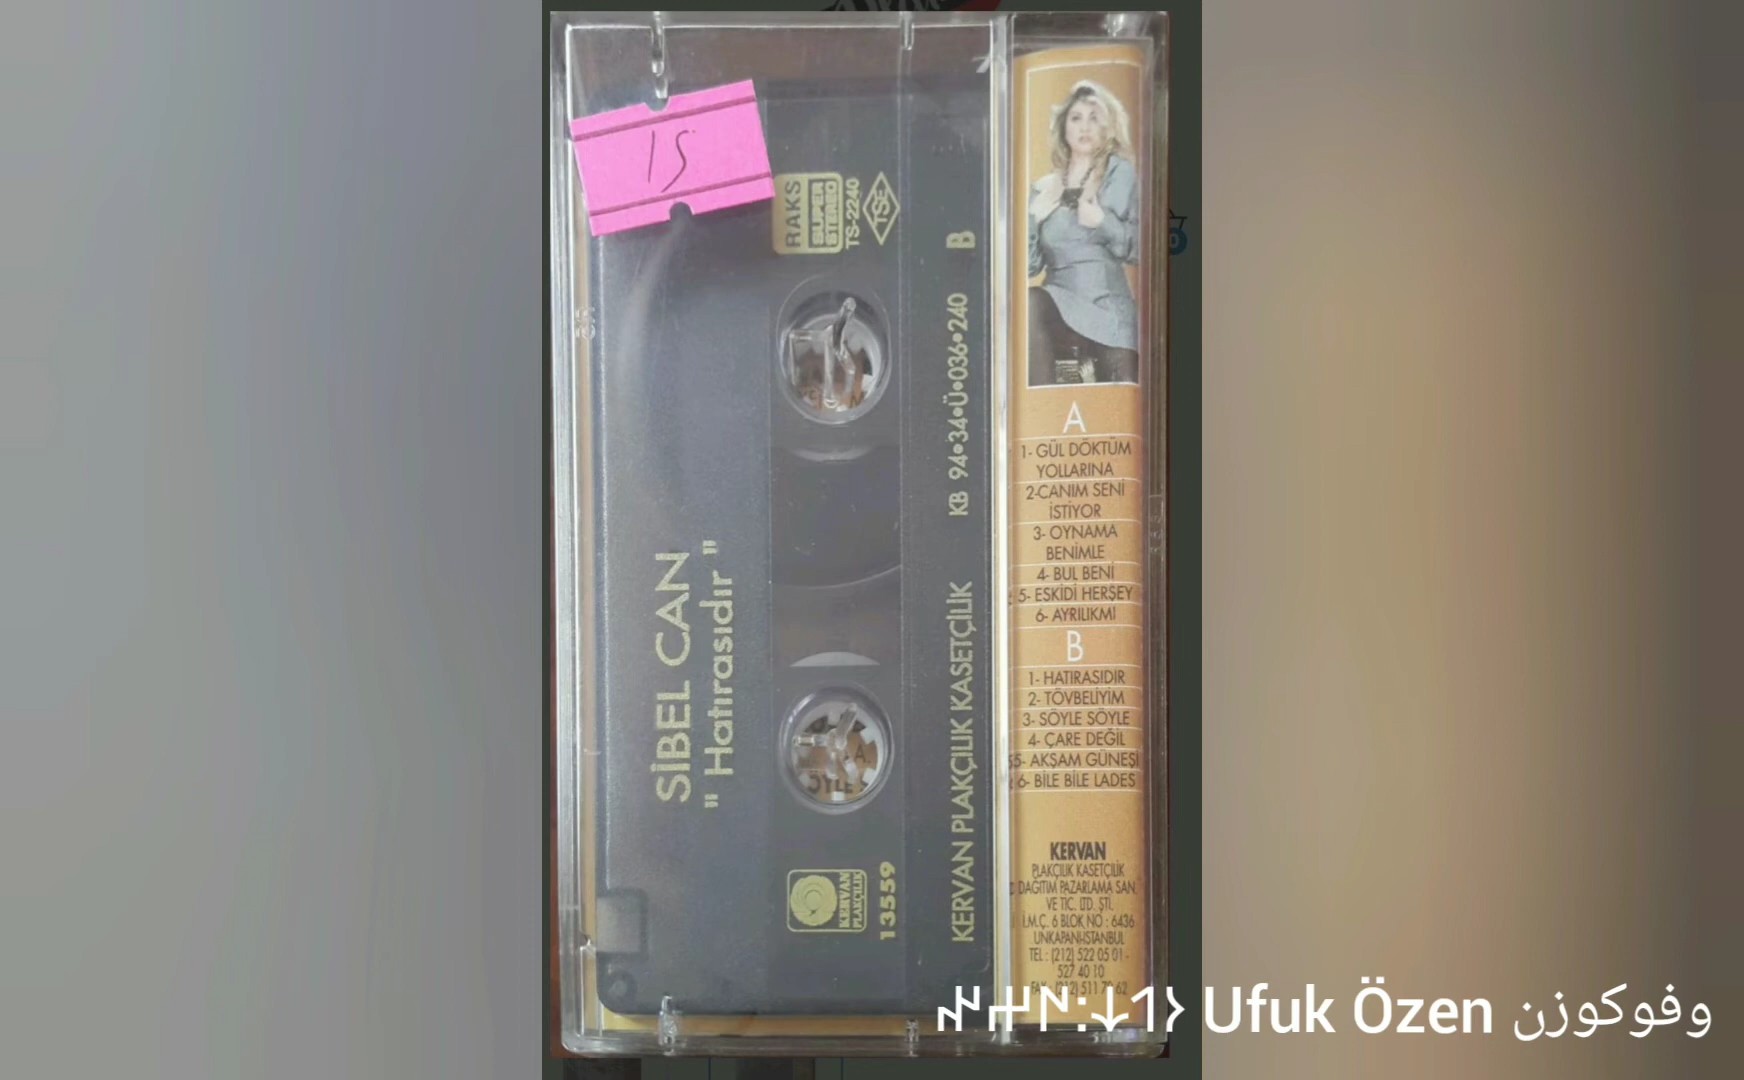 15
RAKS
SUPER
STEREO
TS-2240
TSE
B
KB 94•34•Ü•036•240
SİBEL CAN
" Hatırasıdır "
KERVAN PLAKÇILIK KASETÇİLİK
KERVAN
PLAKÇILIK
13559
A
1- GÜL DÖKTÜM
YOLLARINA
2-CANIM SENİ
İSTİYOR
3- OYNAMA
BENİMLE
4- BUL BENİ
5- ESKİDİ HERŞEY
6- AYRILIKMI
B
1- HATIRASIDIR
2- TÖVBELİYİM
3- SÖYLE SÖYLE
4- ÇARE DEĞİL
5- AKŞAM GÜNEŞİ
6- BİLE BİLE LADES
KERVAN
PLAKÇILIK KASETÇİLİK
DAĞITIM PAZARLAMA SAN.
VE TİC. LTD. ŞTİ.
İ.M.Ç. 6 BLOK NO : 6436
UNKAPANI-İSTANBUL
TEL : (212) 522 05 01 -
527 40 10
Ufuk Özen وفوكوزن